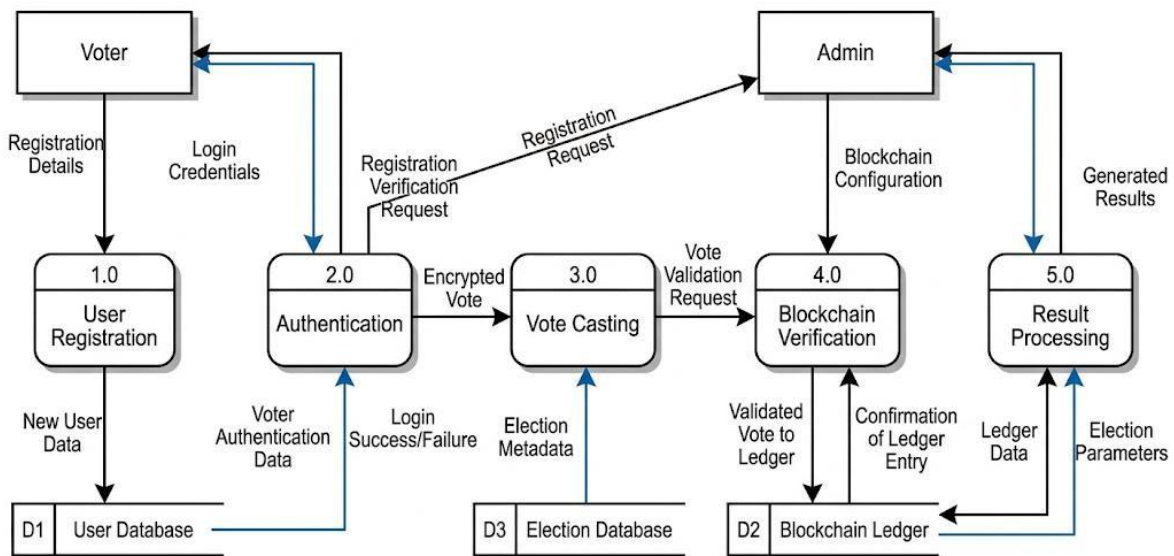 Voter
Admin
Registration
Details
Login
Credentials
Registration
Verification
Request
Registration
Request
Blockchain
Configuration
Generated
Results
1.0
User
Registration
2.0
Authentication
Encrypted
Vote
3.0
Vote Casting
Vote
Validation
Request
4.0
Blockchain
Verification
5.0
Result
Processing
New User
Data
Voter
Authentication
Data
Login
Success/Failure
Election
Metadata
Validated
Vote to
Ledger
Confirmation
of Ledger
Entry
Ledger
Data
Election
Parameters
D1 User Database
D3 Election Database
D2 Blockchain Ledger